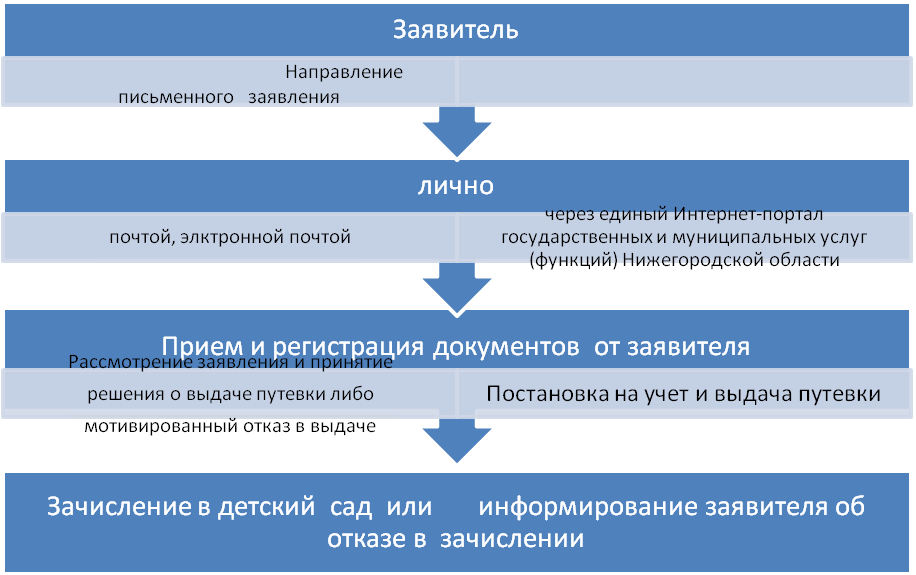 Заявитель
Направление
письменного заявления
лично
почтой, элктронной почтой
через единый Интернет-портал
государственных и муниципальных услуг
(функций) Нижегородской области
Прием и регистрация документов от заявителя
Рассмотрение заявления и принятие
решения о выдаче путевки либо
мотивированный отказ в выдаче
Постановка на учет и выдача путевки
Зачисление в детский сад или информирование заявителя об
отказе в зачислении